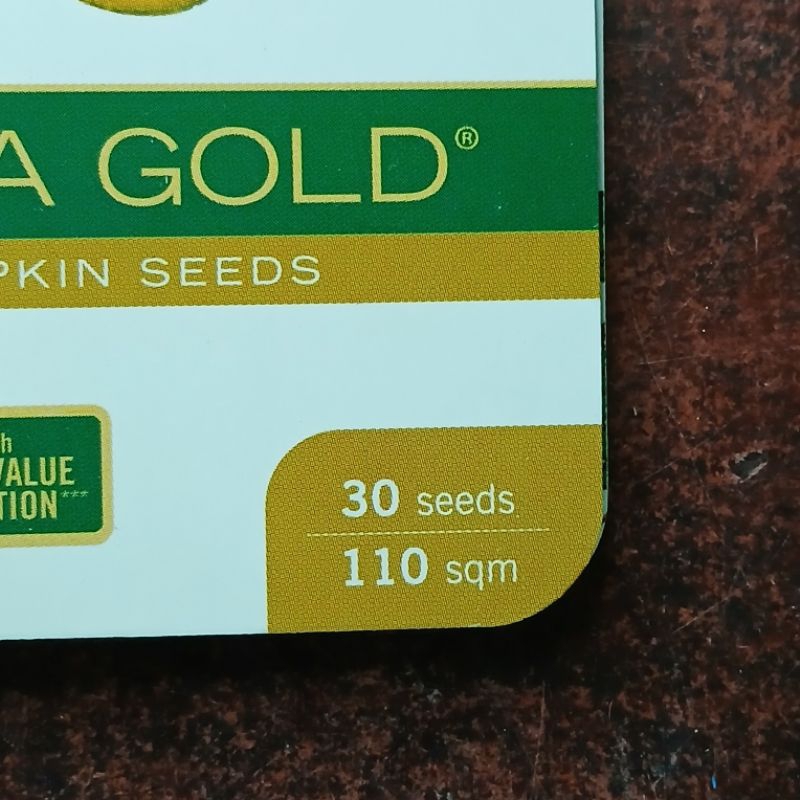 A GOLD®
PKIN SEEDS
h
VALUE
TION***
30 seeds
110 sqm